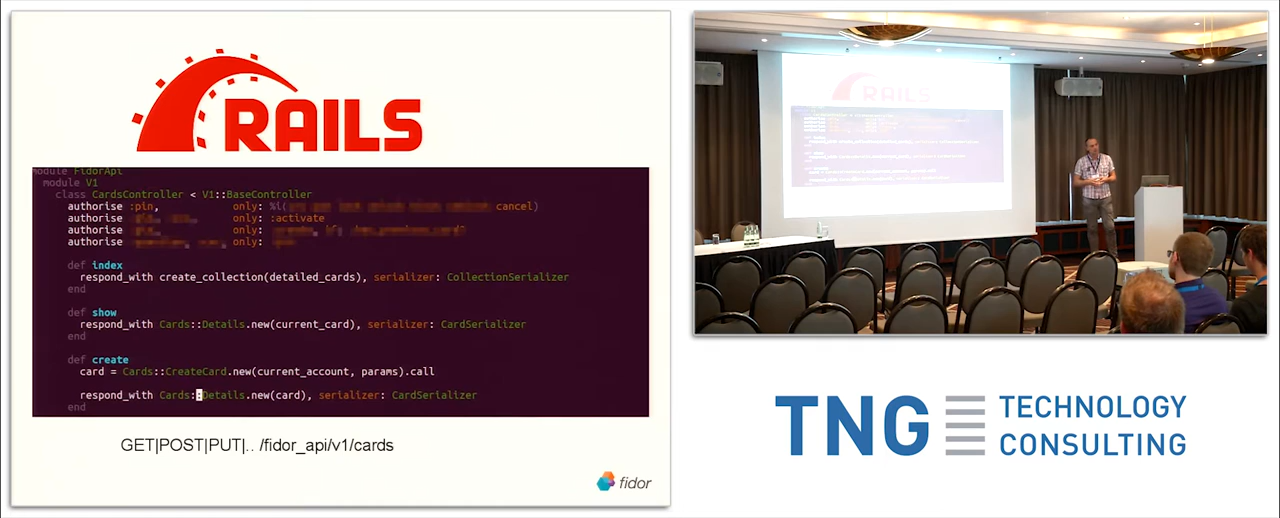 RAILS
module FidorApi
module V1
class CardsController < V1::BaseController
authorise :pin, only: %i( cancel)
authorise only: :activate
authorise only:
authorise only:
def index
respond_with create_collection(detailed_cards), serializer: CollectionSerializer
end
def show
respond_with Cards::Details.new(current_card), serializer: CardSerializer
end
def create
card = Cards::CreateCard.new(current_account, params).call
respond_with Cards::Details.new(card), serializer: CardSerializer
end
GET|POST|PUT|.. /fidor_api/v1/cards
fidor
RAILS
TNG TECHNOLOGY
CONSULTING